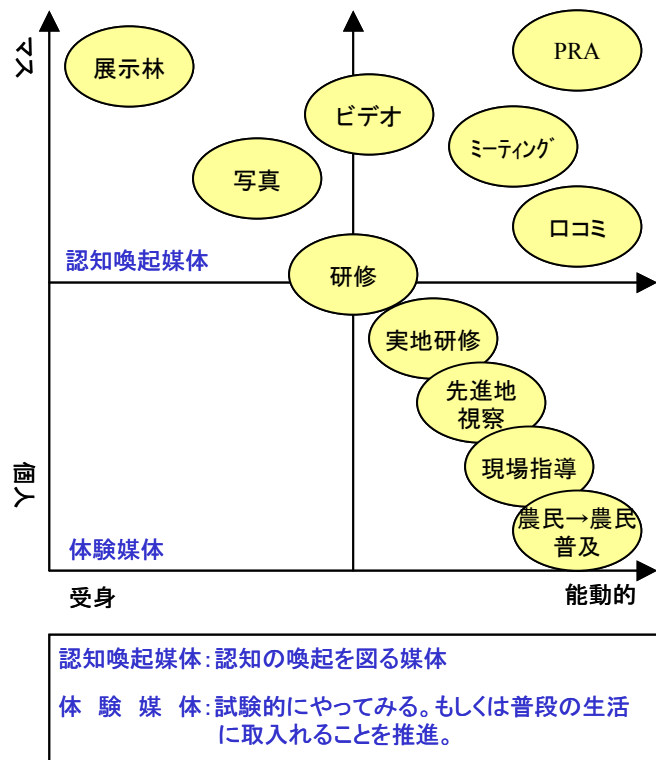 マス
展示林
PRA
ビデオ
ミーティング
写真
口コミ
認知喚起媒体
研修
実地研修
先進地
視察
個人
現場指導
農民→農民
普及
体験媒体
受身
能動的
認知喚起媒体：認知の喚起を図る媒体
体 験 媒 体：試験的にやってみる。もしくは普段の生活
に取入れることを推進。